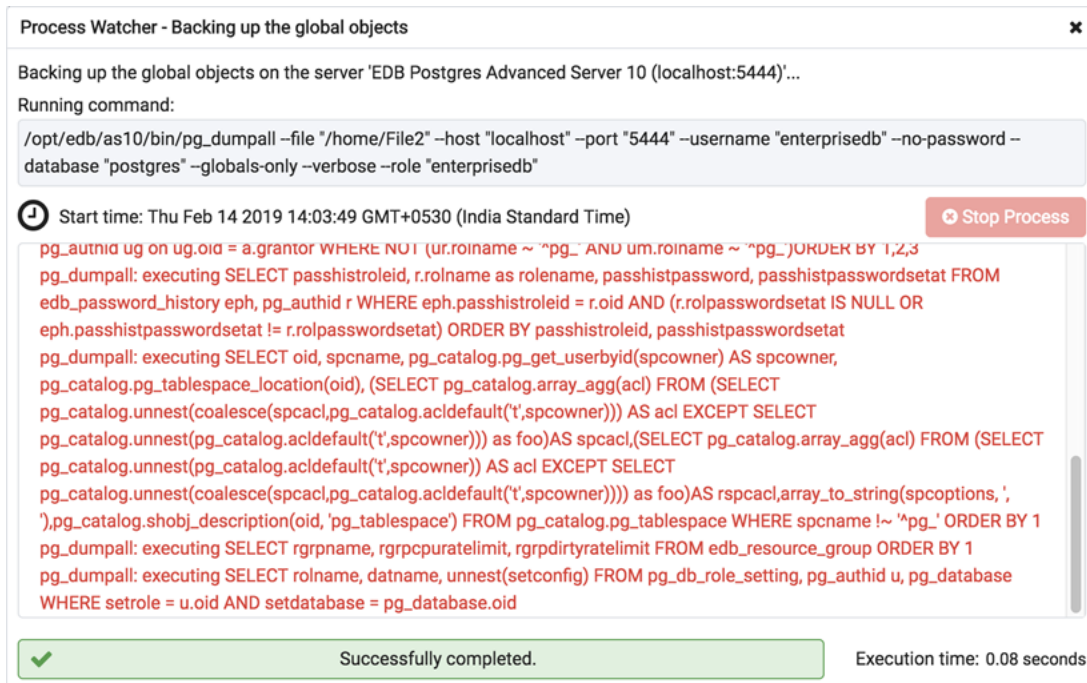 Process Watcher - Backing up the global objects
Backing up the global objects on the server 'EDB Postgres Advanced Server 10 (localhost:5444)'...
Running command:
/opt/edb/as10/bin/pg_dumpall --file "/home/File2" --host "localhost" --port "5444" --username "enterprisedb" --no-password --
database "postgres" --globals-only --verbose --role "enterprisedb"
Start time: Thu Feb 14 2019 14:03:49 GMT+0530 (India Standard Time)
Stop Process
pg_authid ug on ug.oid = a.grantor WHERE NOT (ur.rolname ~ '^pg_' AND um.rolname ~ '^pg_')ORDER BY 1,2,3
pg_dumpall: executing SELECT passhistroleid, r.rolname as rolename, passhistpassword, passhistpasswordsetat FROM
edb_password_history eph, pg_authid r WHERE eph.passhistroleid = r.oid AND (r.rolpasswordsetat IS NULL OR
eph.passhistpasswordsetat != r.rolpasswordsetat) ORDER BY passhistroleid, passhistpasswordsetat
pg_dumpall: executing SELECT oid, spcname, pg_catalog.pg_get_userbyid(spcowner) AS spcowner,
pg_catalog.pg_tablespace_location(oid), (SELECT pg_catalog.array_agg(acl) FROM (SELECT
pg_catalog.unnest(coalesce(spcacl,pg_catalog.acldefault('t',spcowner))) AS acl EXCEPT SELECT
pg_catalog.unnest(pg_catalog.acldefault('t',spcowner))) as foo)AS spcacl,(SELECT pg_catalog.array_agg(acl) FROM (SELECT
pg_catalog.unnest(pg_catalog.acldefault('t',spcowner)) AS acl EXCEPT SELECT
pg_catalog.unnest(coalesce(spcacl,pg_catalog.acldefault('t',spcowner)))) as foo)AS rspcacl,array_to_string(spcoptions, ',
'),pg_catalog.shobj_description(oid, 'pg_tablespace') FROM pg_catalog.pg_tablespace WHERE spcname !~ '^pg_' ORDER BY 1
pg_dumpall: executing SELECT rgrpname, rgrpcpuratelimit, rgrpdirtyratelimit FROM edb_resource_group ORDER BY 1
pg_dumpall: executing SELECT rolname, datname, unnest(setconfig) FROM pg_db_role_setting, pg_authid u, pg_database
WHERE setrole = u.oid AND setdatabase = pg_database.oid
Successfully completed.
Execution time: 0.08 seconds